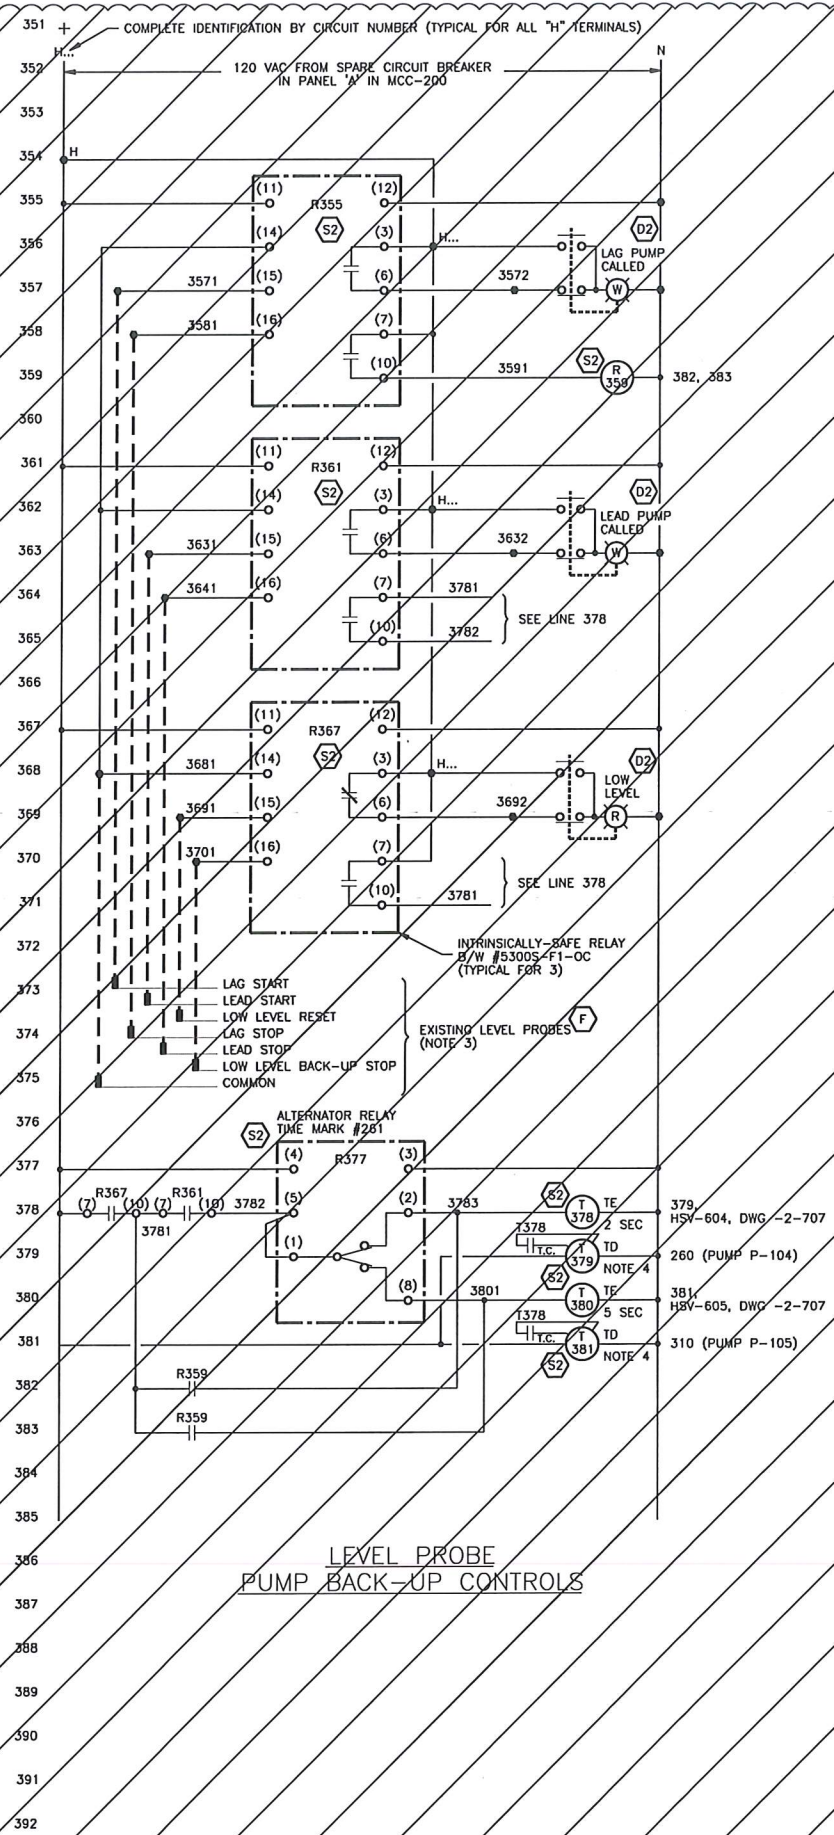 351 + COMPLETE IDENTIFICATION BY CIRCUIT NUMBER (TYPICAL FOR ALL "H" TERMINALS)
H... N
352 120 VAC FROM SPARE CIRCUIT BREAKER
IN PANEL 'A' IN MCC-200
353
354 H
355 (11) R355 (12)
S2 D2
356 (14) (3) H...
LAG PUMP
CALLED
357 3571 (15) (6) 3572 W
358 3581 (16) (7)
S2
359 (10) 3591 R 359 382, 383
360
361 (11) R361 (12)
S2 D2
362 (14) (3) H...
LEAD PUMP
CALLED
363 3631 (15) (6) 3632 W
364 3641 (16) (7) 3781
SEE LINE 378
365 (10) 3782
366
367 (11) R367 (12)
S2 D2
368 3681 (14) (3) H...
LOW
LEVEL
369 3691 (15) (6) 3692 R
370 3701 (16) (7)
SEE LINE 378
371 (10) 3781
372
INTRINSICALLY-SAFE RELAY
B/W #5300S-F1-OC
(TYPICAL FOR 3)
373 LAG START
LEAD START
LOW LEVEL RESET
374 LAG STOP
EXISTING LEVEL PROBES F
(NOTE 3)
LEAD STOP
LOW LEVEL BACK-UP STOP
375 COMMON
376
ALTERNATOR RELAY
TIME MARK #261
S2
377 (4) R377 (3)
378 (7) R367 (10) (7) R361 (10) 3782 (5) (2) 3783 S2 T 378 TE 379,
3781 2 SEC HSV-604, DWG -2-707
379 (1) T378 T.C. T 379 TD 260 (PUMP P-104)
S2 NOTE 4
380 (8) 3801 T 380 TE 381,
5 SEC HSV-605, DWG -2-707
381 T378 T.C. T 381 TD 310 (PUMP P-105)
S2 NOTE 4
382 R359
383 R359
384
385
386 LEVEL PROBE
PUMP BACK-UP CONTROLS
387
388
389
390
391
392